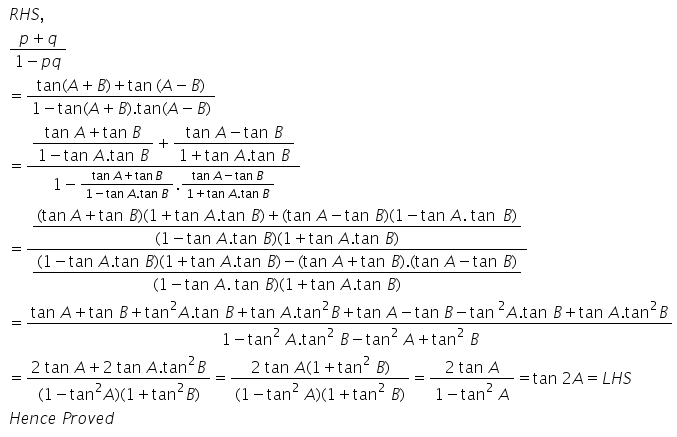 RHS,
p + q
1 − pq
= tan(A + B) + tan (A − B)
1 − tan(A + B).tan(A − B)
= tan A + tan B / 1 − tan A.tan B + tan A − tan B / 1 + tan A.tan B
1 − tan A + tan B / 1 − tan A.tan B . tan A − tan B / 1 + tan A.tan B
= (tan A + tan B)(1 + tan A.tan B) + (tan A − tan B)(1 − tan A. tan B)
(1 − tan A.tan B)(1 + tan A.tan B)
(1 − tan A.tan B)(1 + tan A.tan B) − (tan A + tan B).(tan A − tan B)
(1 − tan A. tan B)(1 + tan A.tan B)
= tan A + tan B + tan²A.tan B + tan A.tan²B + tan A − tan B − tan ²A.tan B + tan A.tan²B
1 − tan² A.tan² B − tan² A + tan² B
= 2 tan A + 2 tan A.tan²B / (1 − tan²A)(1 + tan²B) = 2 tan A(1 + tan² B) / (1 − tan² A)(1 + tan² B) = 2 tan A / 1 − tan² A = tan 2A = LHS
Hence Proved